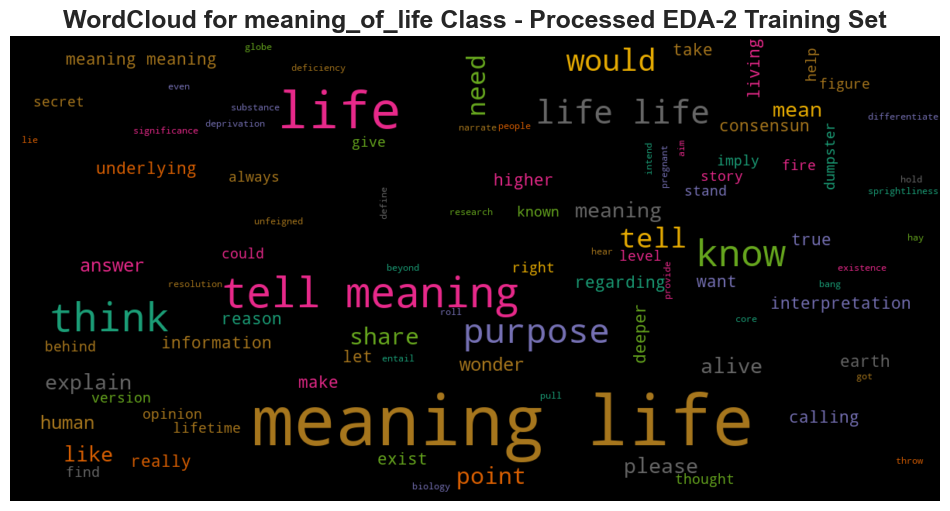 WordCloud for meaning_of_life Class - Processed EDA-2 Training Set
globe
meaning meaning
deficiency
even
secret
substance
deprivation
significance
lie
life
give
underlying
always
need
would
take
living
help
figure
life life
mean
consensun
narrate
people
differentiate
dumpster
imply
fire
story
stand
intend
pregnant
aim
hold
sprightliness
higher
define
research
known
meaning
unfeigned
tell
know
true
hay
hear
level
provide
could
answer
beyond
right
regarding
want
existence
bang
resolution
tell meaning
interpretation
think
reason
roll
purpose
core
share
deeper
behind
information
let
entail
wonder
alive
earth
got
explain
version
make
pull
meaning life
human
opinion
lifetime
calling
like
really
find
exist
point
please
thought
biology
throw